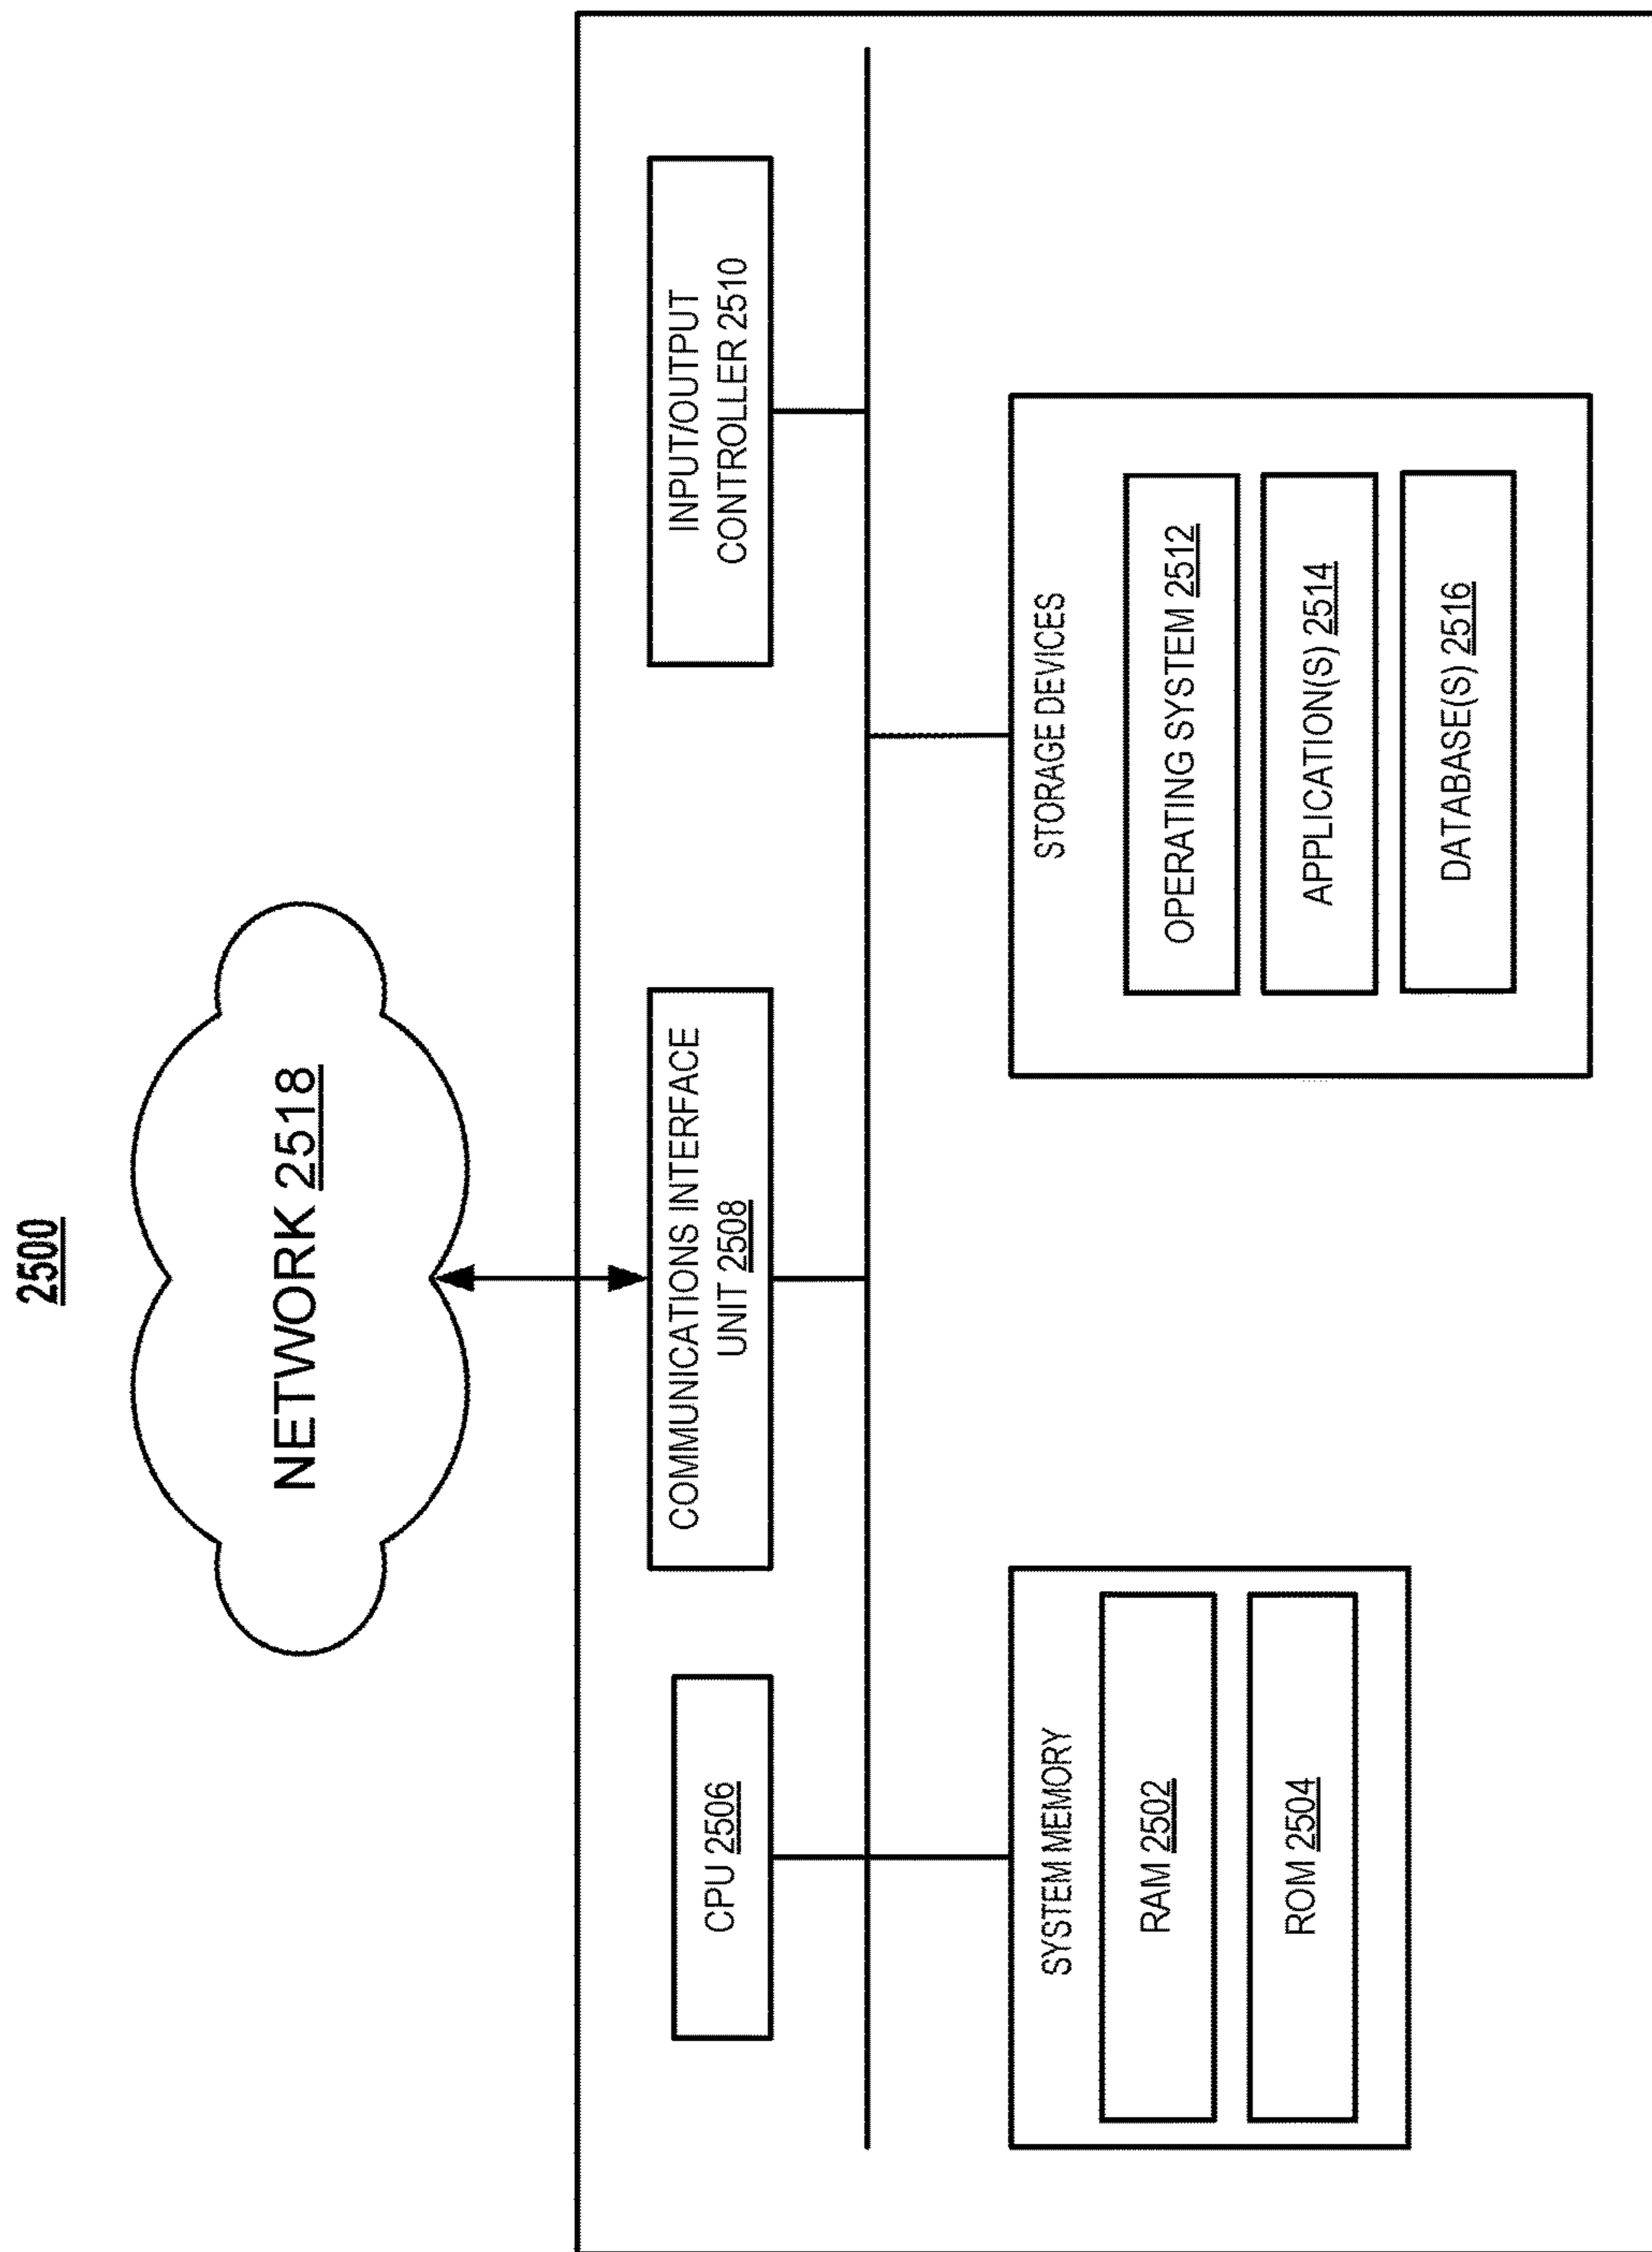 2500
NETWORK 2518
CPU 2506
COMMUNICATIONS INTERFACE
UNIT 2508
INPUT/OUTPUT
CONTROLLER 2510
SYSTEM MEMORY
RAM 2502
ROM 2504
STORAGE DEVICES
OPERATING SYSTEM 2512
APPLICATION(S) 2514
DATABASE(S) 2516